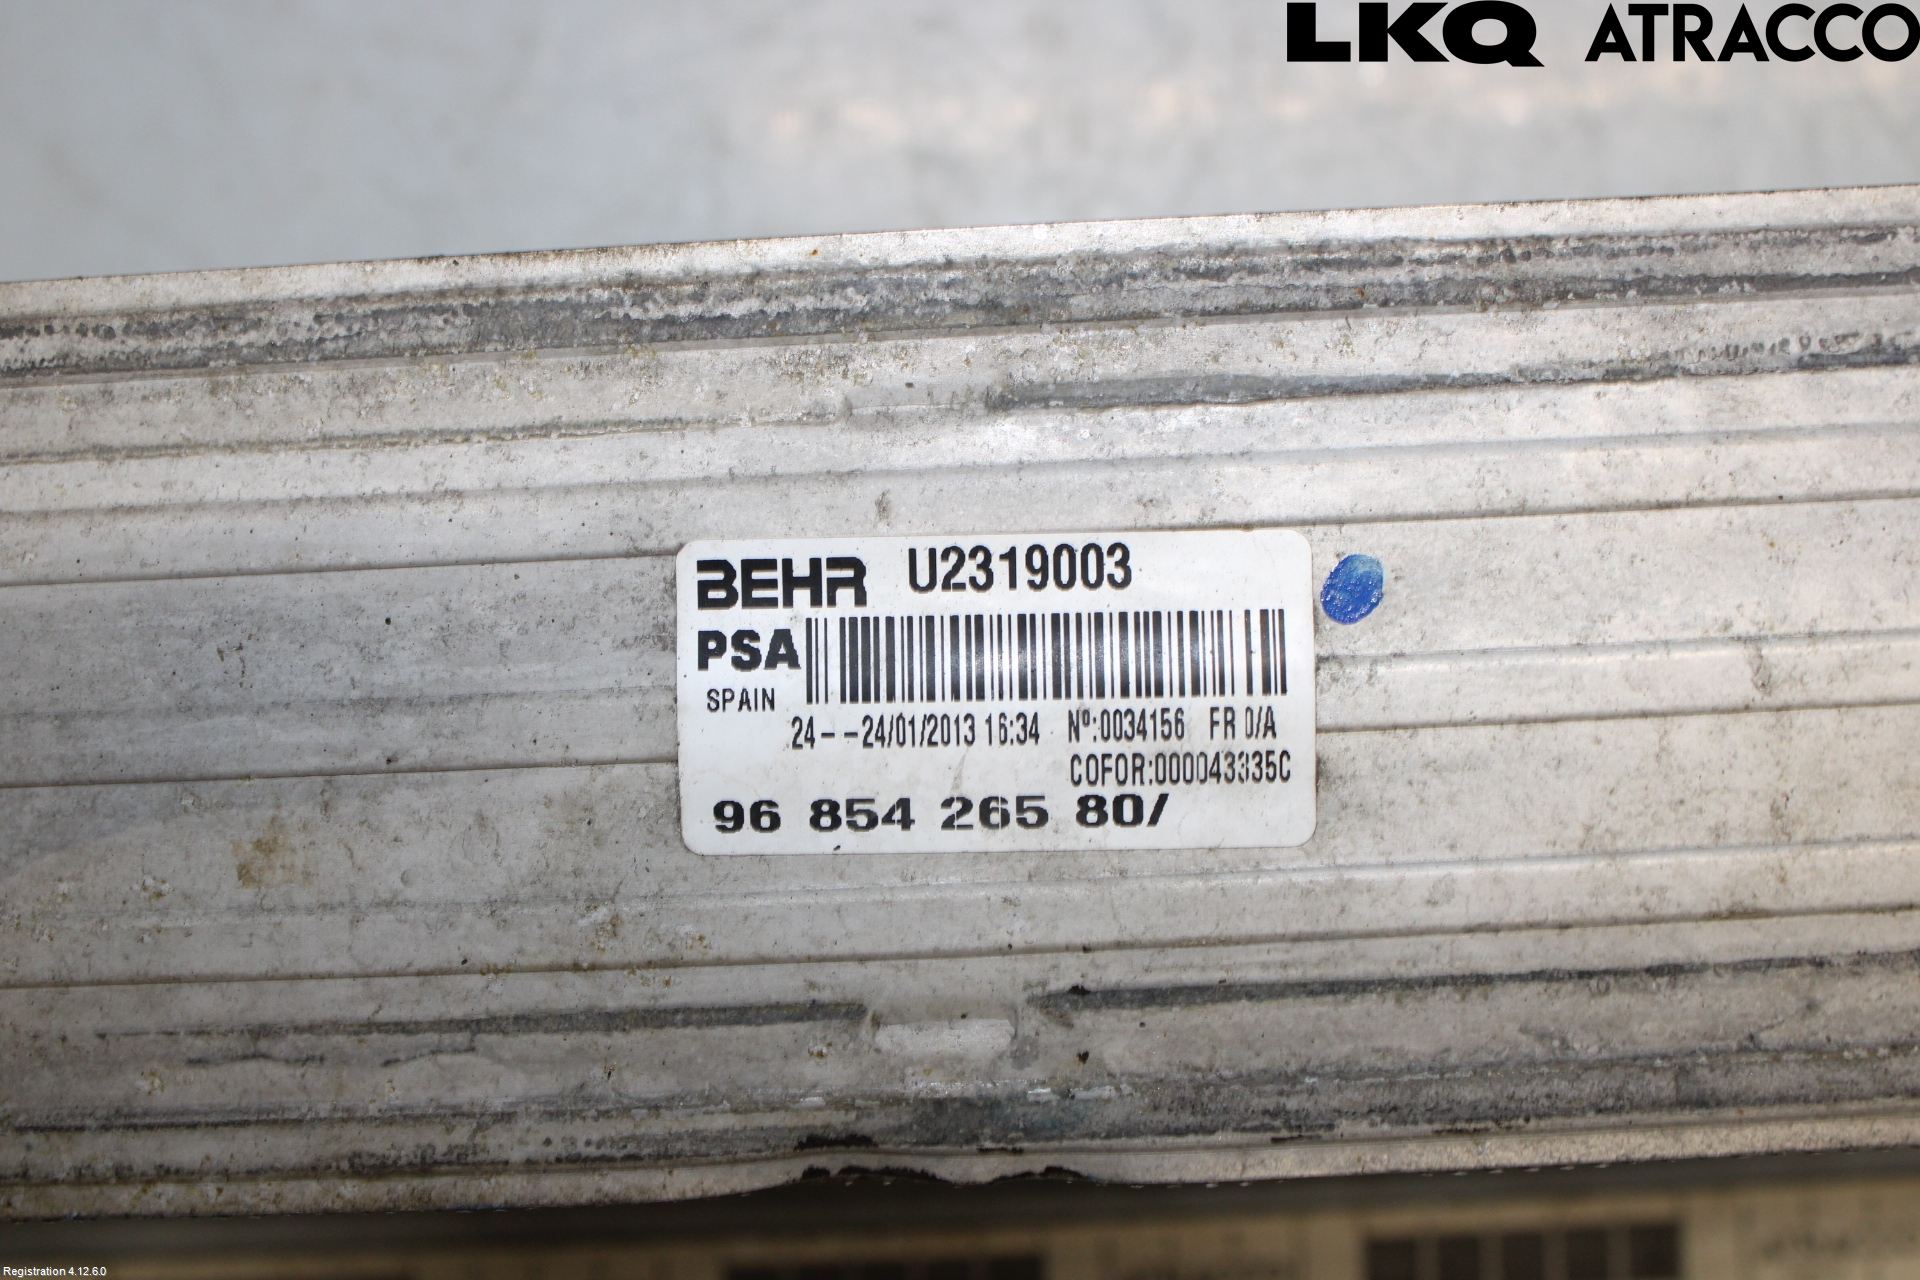 LKQ ATRACCO
BEHR U2319003
PSA
SPAIN
24- -24/01/2013 16:34 Nº:0034156 FR 0/A
COFOR:000043335C
96 854 265 80/
Registration 4.12.6.0